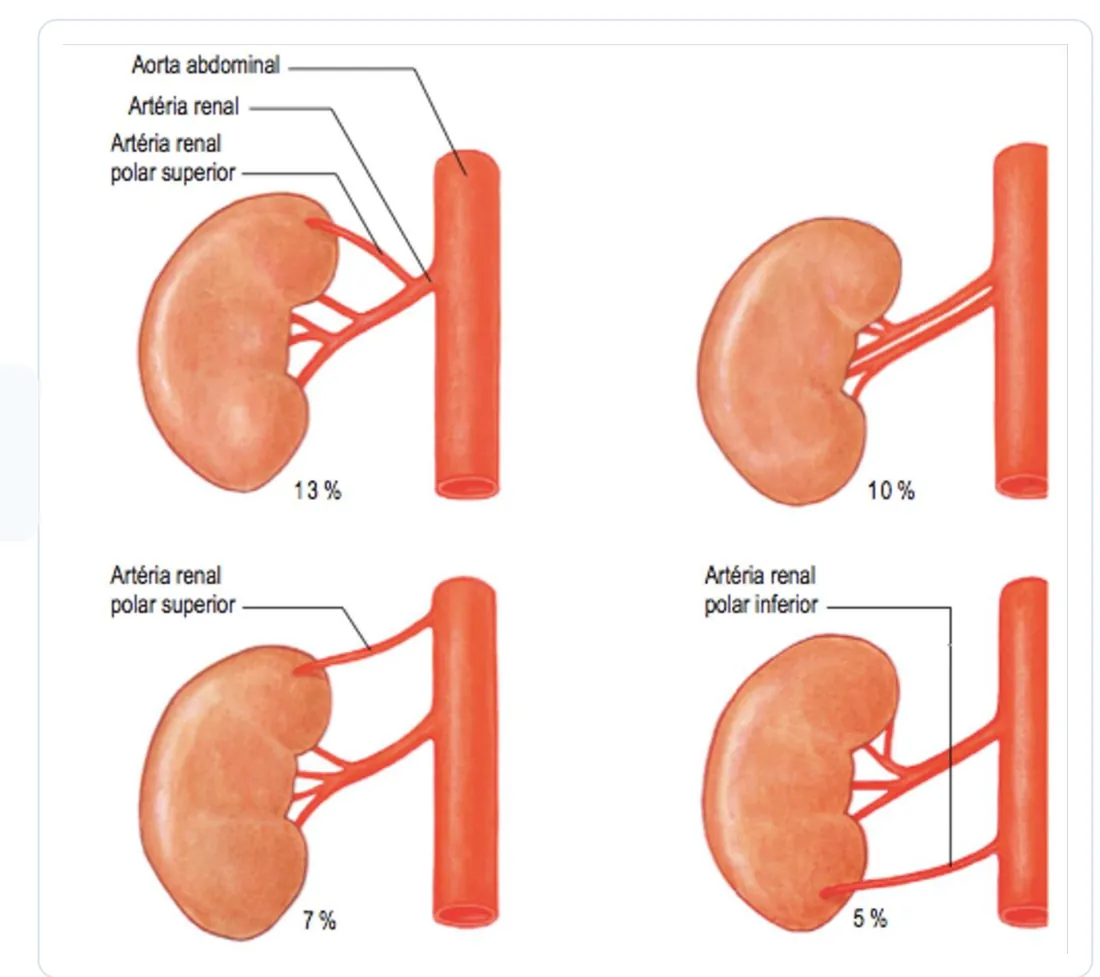 Aorta abdominal
Artéria renal
Artéria renal
polar superior
13 %
10 %
Artéria renal
polar superior
7 %
Artéria renal
polar inferior
5 %